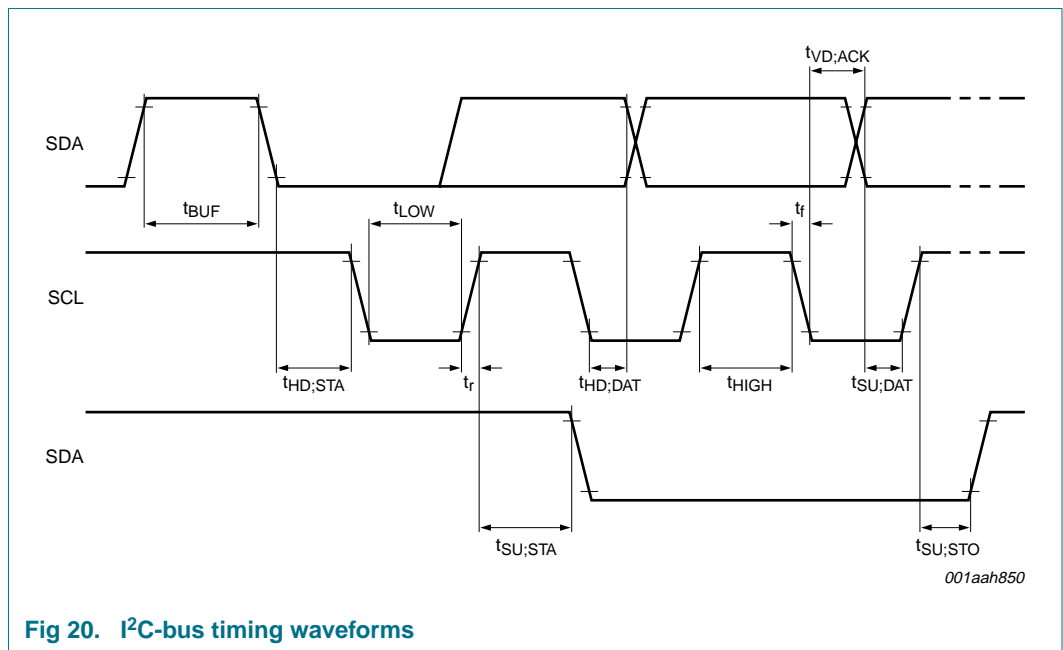 tVD;ACK
SDA
tBUF
tLOW
tf
SCL
tHD;STA
tr
tHD;DAT
tHIGH
tSU;DAT
SDA
tSU;STA
tSU;STO
001aah850
Fig 20. I²C-bus timing waveforms